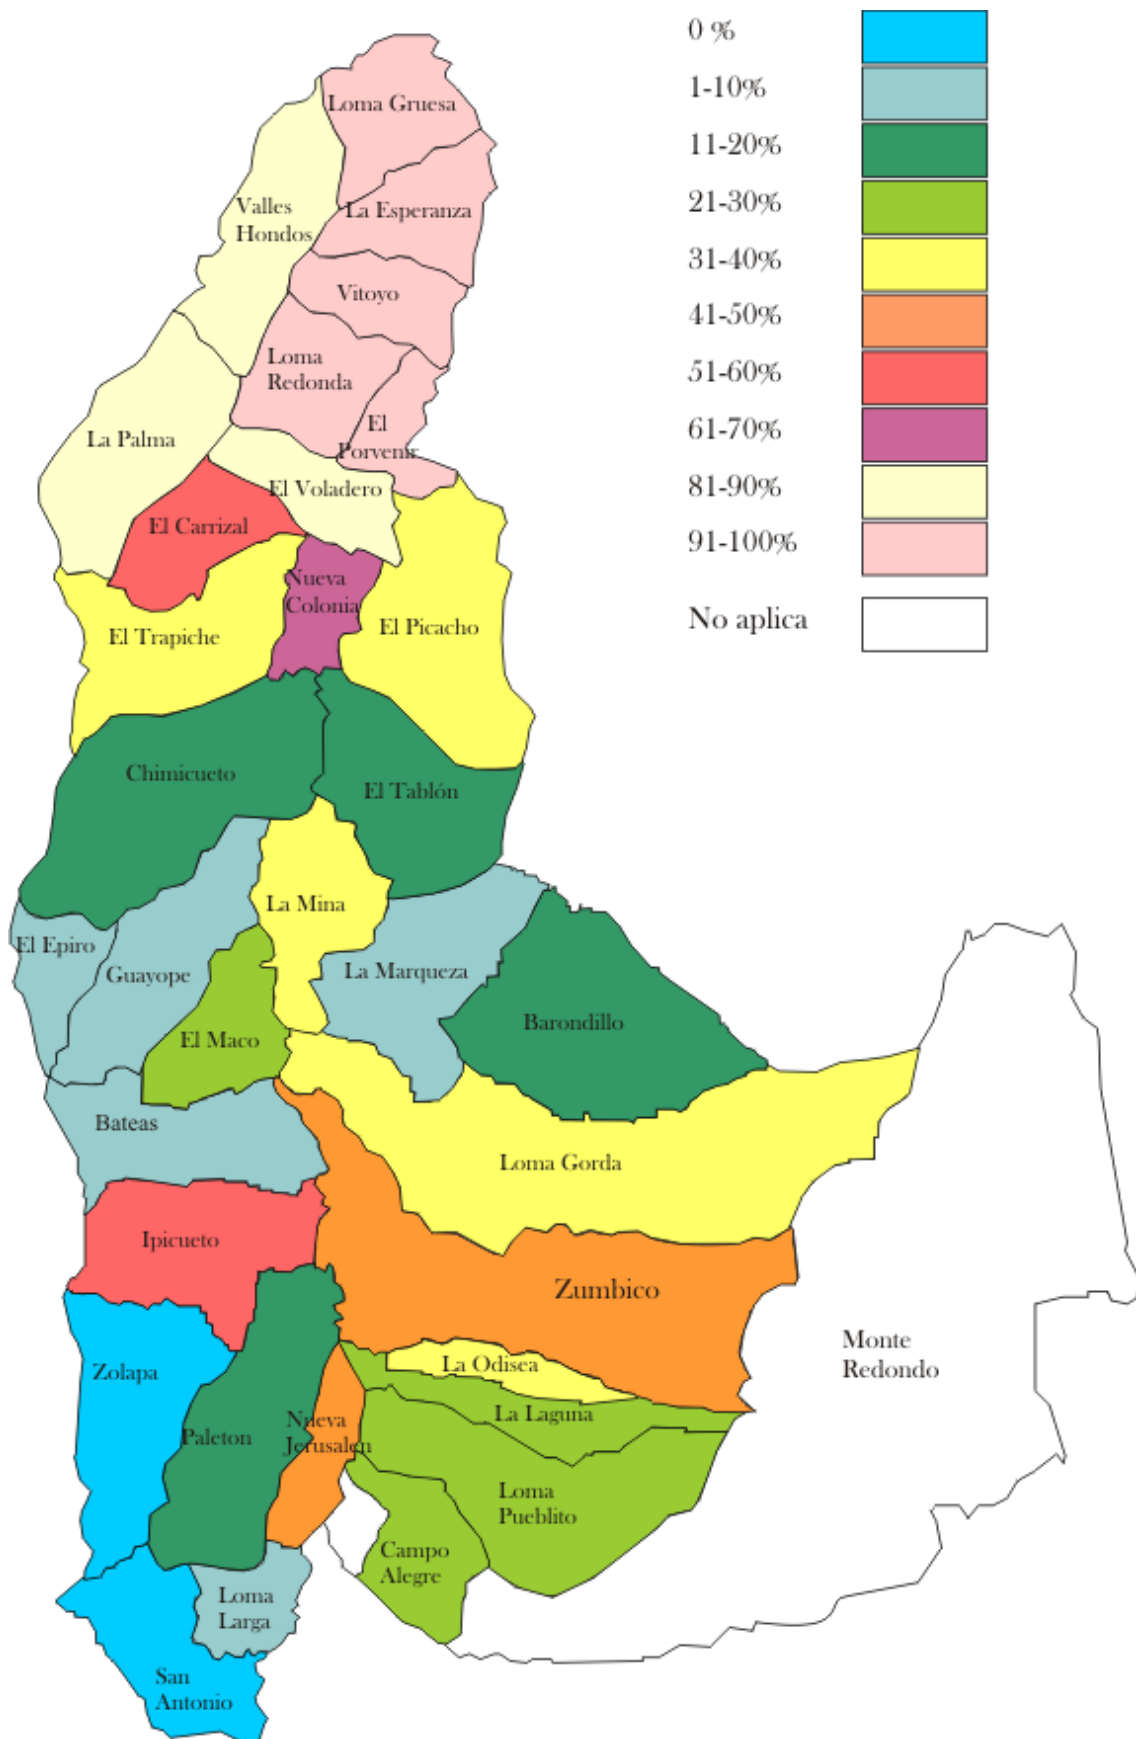 0 %
1-10%
11-20%
21-30%
31-40%
41-50%
51-60%
61-70%
81-90%
91-100%
No aplica
Loma Gruesa
Valles
Hondos
La Esperanza
Vitoyo
Loma
Redonda
El
Porvenir
La Palma
El Voladero
El Carrizal
Nueva
Colonia
El Trapiche
El Picacho
Chimicueto
El Tablón
La Mina
El Epiro
Guayope
La Marqueza
El Maco
Barondillo
Bateas
Loma Gorda
Ipicueto
Zumbico
Monte
Redondo
Zolapa
La Odisea
La Laguna
Nueva
Jerusalen
Paleton
Loma
Pueblito
Campo
Alegre
Loma
Larga
San
Antonio